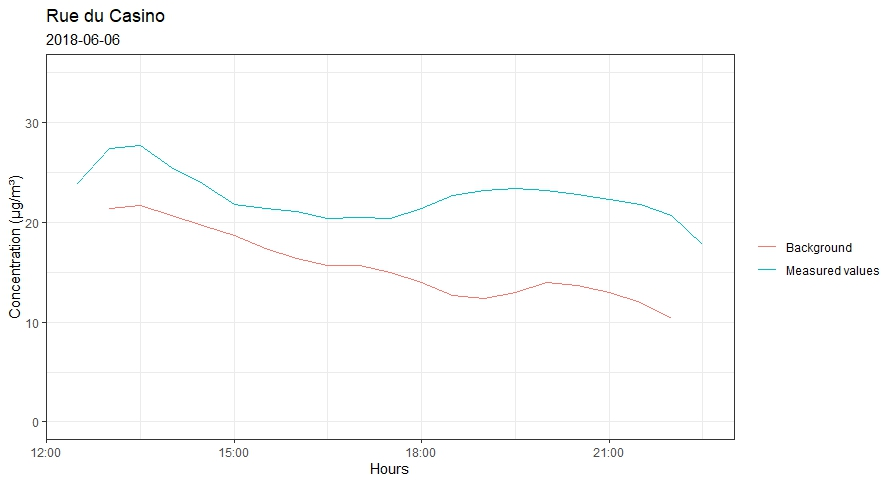 Rue du Casino
2018-06-06
Concentration (µg/m³)
30
20
10
0
12:00
15:00
18:00
21:00
Hours
Background
Measured values